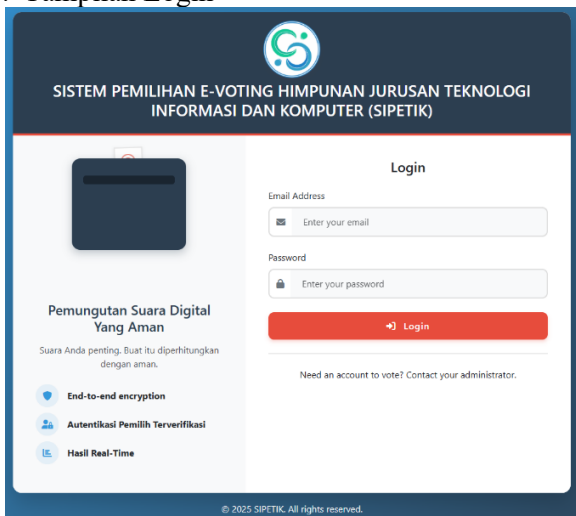 Tampilan Login
SISTEM PEMILIHAN E-VOTING HIMPUNAN JURUSAN TEKNOLOGI
INFORMASI DAN KOMPUTER (SIPETIK)
Pemungutan Suara Digital
Yang Aman
Suara Anda penting. Buat itu diperhitungkan
dengan aman.
End-to-end encryption
Autentikasi Pemilih Terverifikasi
Hasil Real-Time
Login
Email Address
Enter your email
Password
Enter your password
Login
Need an account to vote? Contact your administrator.
© 2025 SIPETIK. All rights reserved.